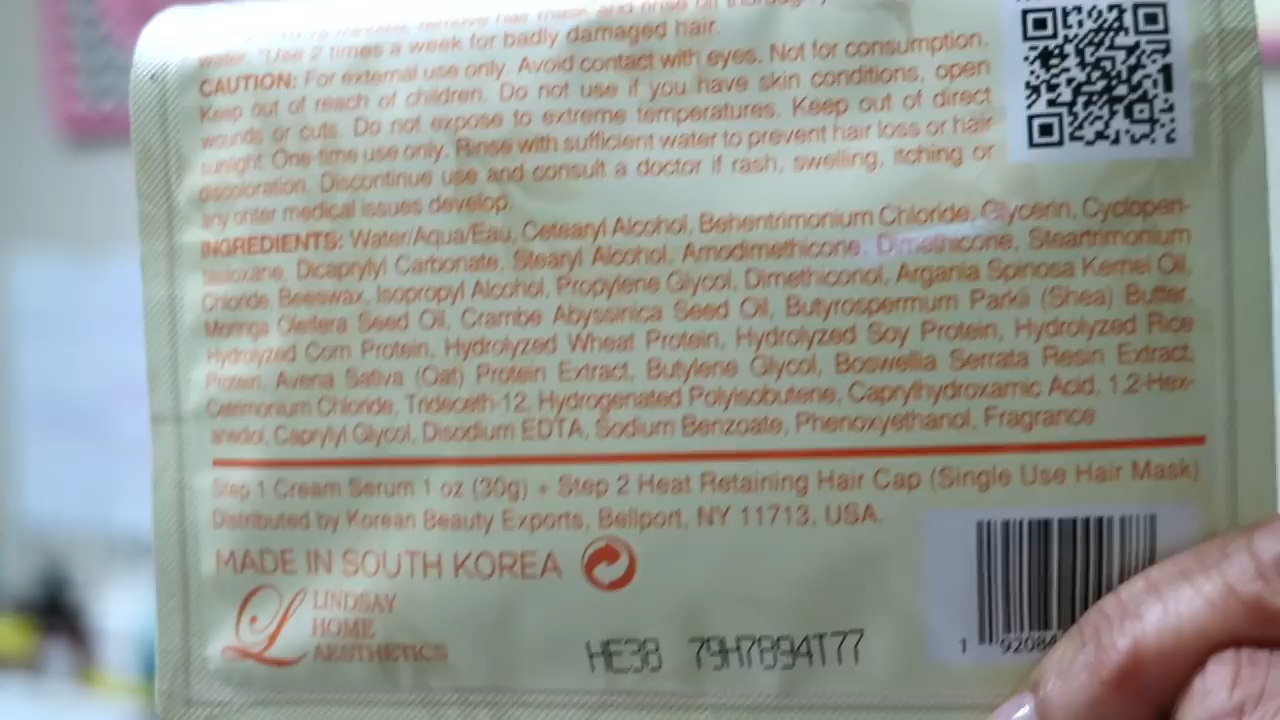 water. *Use 2 times a week for badly damaged hair.
CAUTION: For external use only. Avoid contact with eyes. Not for consumption.
Keep out of reach of children. Do not use if you have skin conditions, open
wounds or cuts. Do not expose to extreme temperatures. Keep out of direct
sunlight. One-time use only. Rinse with sufficient water to prevent hair loss or hair
discoloration. Discontinue use and consult a doctor if rash, swelling, itching or
medical issues develop.
INGREDIENTS: Water/Aqua/Eau, Cetearyl Alcohol, Behentrimonium Chloride, Glycerin, Cyclopen-
tasiloxane, Dicaprylyl Carbonate, Stearyl Alcohol, Amodimethicone, Dimethicone, Steartrimonium
Chloride, Beeswax, Isopropyl Alcohol, Propylene Glycol, Dimethiconol, Argania Spinosa Kernel Oil,
Moringa Oleifera Seed Oil, Crambe Abyssinica Seed Oil, Butyrospermum Parkii (Shea) Butter,
Hydrolyzed Corn Protein, Hydrolyzed Wheat Protein, Hydrolyzed Soy Protein, Hydrolyzed Rice
Protein, Avena Sativa (Oat) Protein Extract, Butylene Glycol, Boswellia Serrata Resin Extract,
Cetrimonium Chloride, Trideceth-12, Hydrogenated Polyisobutene, Caprylhydroxamic Acid, 1,2-Hex-
anediol, Caprylyl Glycol, Disodium EDTA, Sodium Benzoate, Phenoxyethanol, Fragrance
Step 1 Cream Serum 1 oz (30g) + Step 2 Heat Retaining Hair Cap (Single Use Hair Mask)
Distributed by Korean Beauty Exports, Bellport, NY 11713, USA.
MADE IN SOUTH KOREA
L LINDSAY
HOME
AESTHETICS
HE38 79H7894T77
1 92084